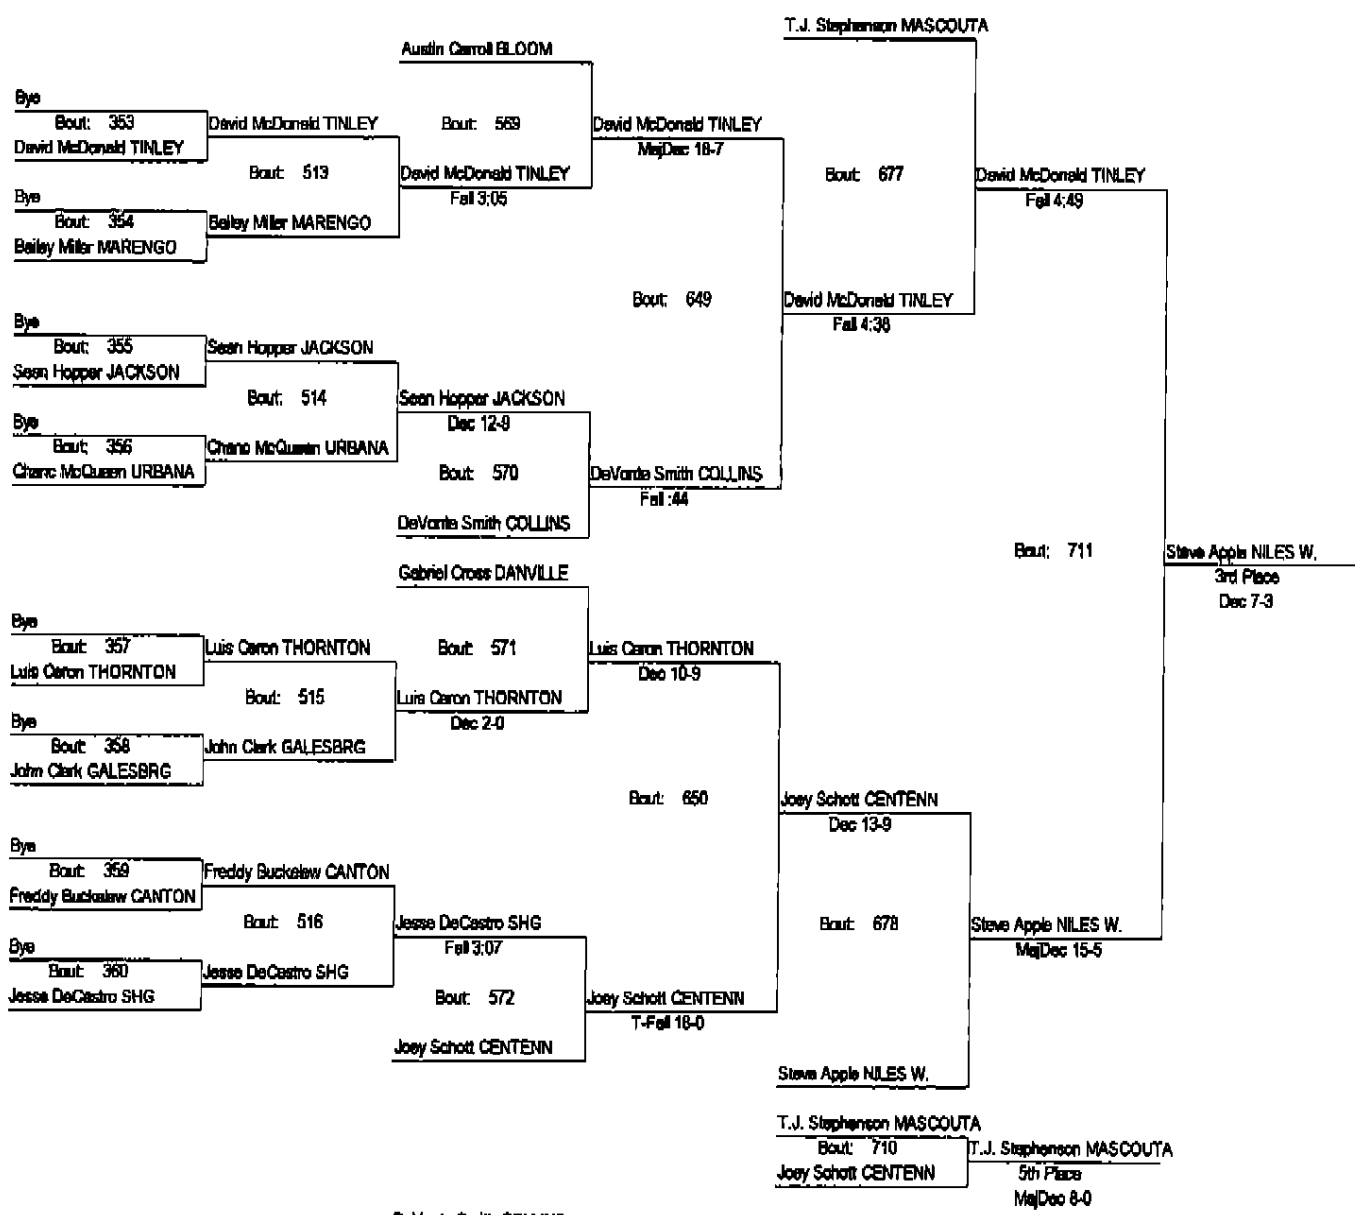 T.J. Stephenson MASCOUTA
Austin Carroll BLOOM
Bye
Bout: 353
David McDonald TINLEY
David McDonald TINLEY
Bout: 569
David McDonald TINLEY
MajDec 18-7
Bout: 513
David McDonald TINLEY
Fall 3:05
Bout: 677
David McDonald TINLEY
Fall 4:49
Bye
Bout: 354
Bailey Miller MARENGO
Bailey Miller MARENGO
Bout: 649
David McDonald TINLEY
Fall 4:38
Bye
Bout: 355
Sean Hopper JACKSON
Sean Hopper JACKSON
Bout: 514
Sean Hopper JACKSON
Dec 12-9
Bye
Bout: 356
Chanc McQueen URBANA
Chanc McQueen URBANA
Bout: 570
DeVonte Smith COLLINS
Fall :44
DeVonte Smith COLLINS
Bout: 711
Steve Apple NILES W.
3rd Place
Dec 7-3
Gabriel Cross DANVILLE
Bye
Bout: 357
Luis Caron THORNTON
Luis Caron THORNTON
Bout: 571
Luis Caron THORNTON
Dec 10-9
Bout: 515
Luis Caron THORNTON
Dec 2-0
Bye
Bout: 358
John Clark GALESBRG
John Clark GALESBRG
Bout: 650
Joey Schott CENTENN
Dec 13-9
Bye
Bout: 359
Freddy Buckalew CANTON
Freddy Buckalew CANTON
Bout: 516
Jesse DeCastro SHG
Fall 3:07
Bout: 678
Steve Apple NILES W.
MajDec 15-5
Bye
Bout: 360
Jesse DeCastro SHG
Jesse DeCastro SHG
Bout: 572
Joey Schott CENTENN
T-Fall 16-0
Joey Schott CENTENN
Steve Apple NILES W.
T.J. Stephenson MASCOUTA
Bout: 710
Joey Schott CENTENN
T.J. Stephenson MASCOUTA
5th Place
MajDec 8-0